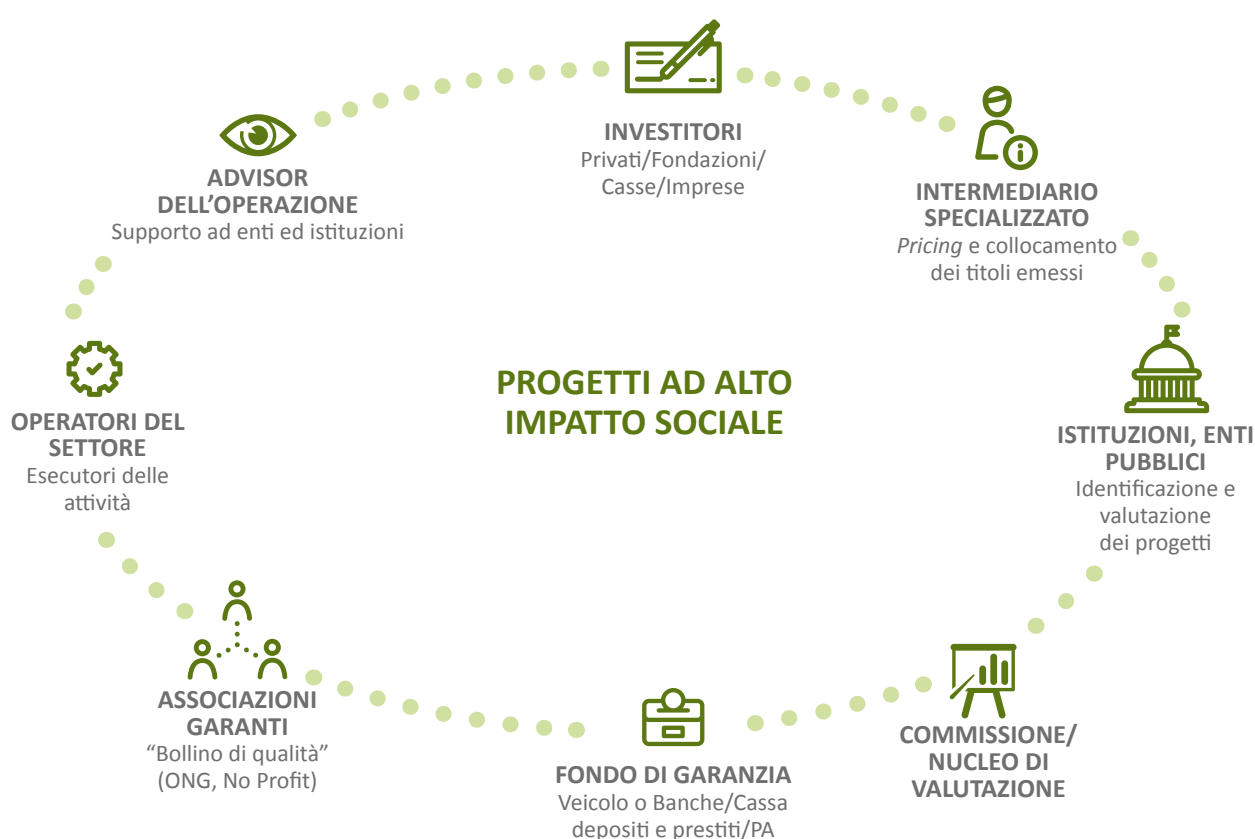 INVESTITORI
Privati/Fondazioni/
Casse/Imprese
INTERMEDIARIO
SPECIALIZZATO
Pricing e collocamento
dei titoli emessi
ISTITUZIONI, ENTI
PUBBLICI
Identificazione e
valutazione
dei progetti
COMMISSIONE/
NUCLEO DI
VALUTAZIONE
FONDO DI GARANZIA
Veicolo o Banche/Cassa
depositi e prestiti/PA
ASSOCIAZIONI
GARANTI
“Bollino di qualità”
(ONG, No Profit)
OPERATORI DEL
SETTORE
Esecutori delle
attività
ADVISOR
DELL’OPERAZIONE
Supporto ad enti ed istituzioni
PROGETTI AD ALTO
IMPATTO SOCIALE